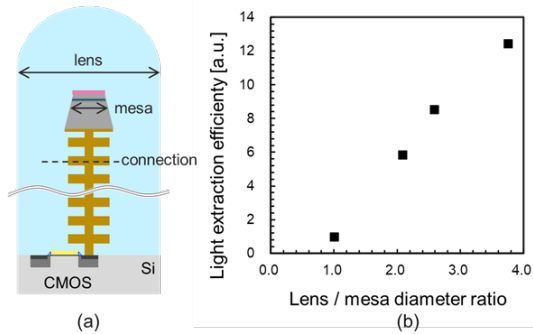 (a)
lens
mesa
connection
Si
CMOS
(a)
Light extraction efficienty [a.u.]
14
12
10
8
6
4
2
0
0.0 1.0 2.0 3.0 4.0
Lens / mesa diameter ratio
(b)